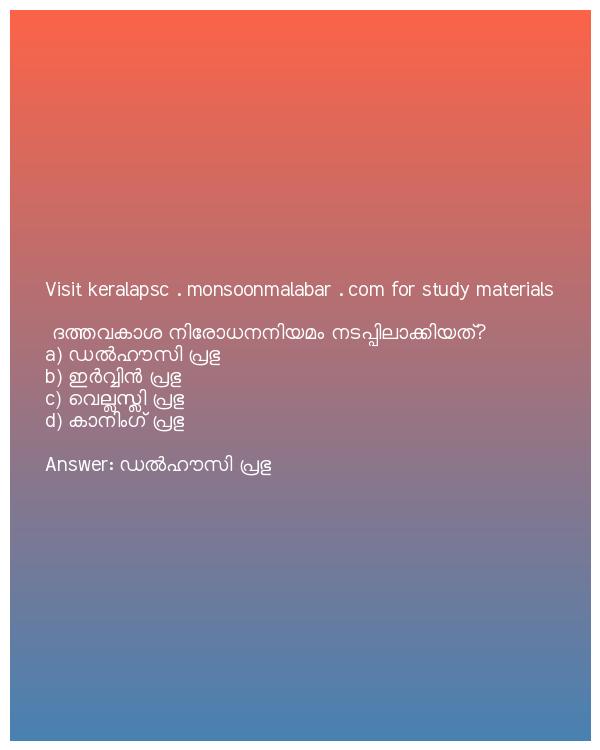 Visit keralapsc . monsoonmalabar . com for study materials
ദത്തവകാശ നിരോധനനിയമം നടപ്പിലാക്കിയത്?
a) ഡൽഹൗസി പ്രഭു
b) ഇർവ്വിൻ പ്രഭു
c) വെല്ലസ്ലി പ്രഭു
d) കാനിംഗ് പ്രഭു
Answer: ഡൽഹൗസി പ്രഭു